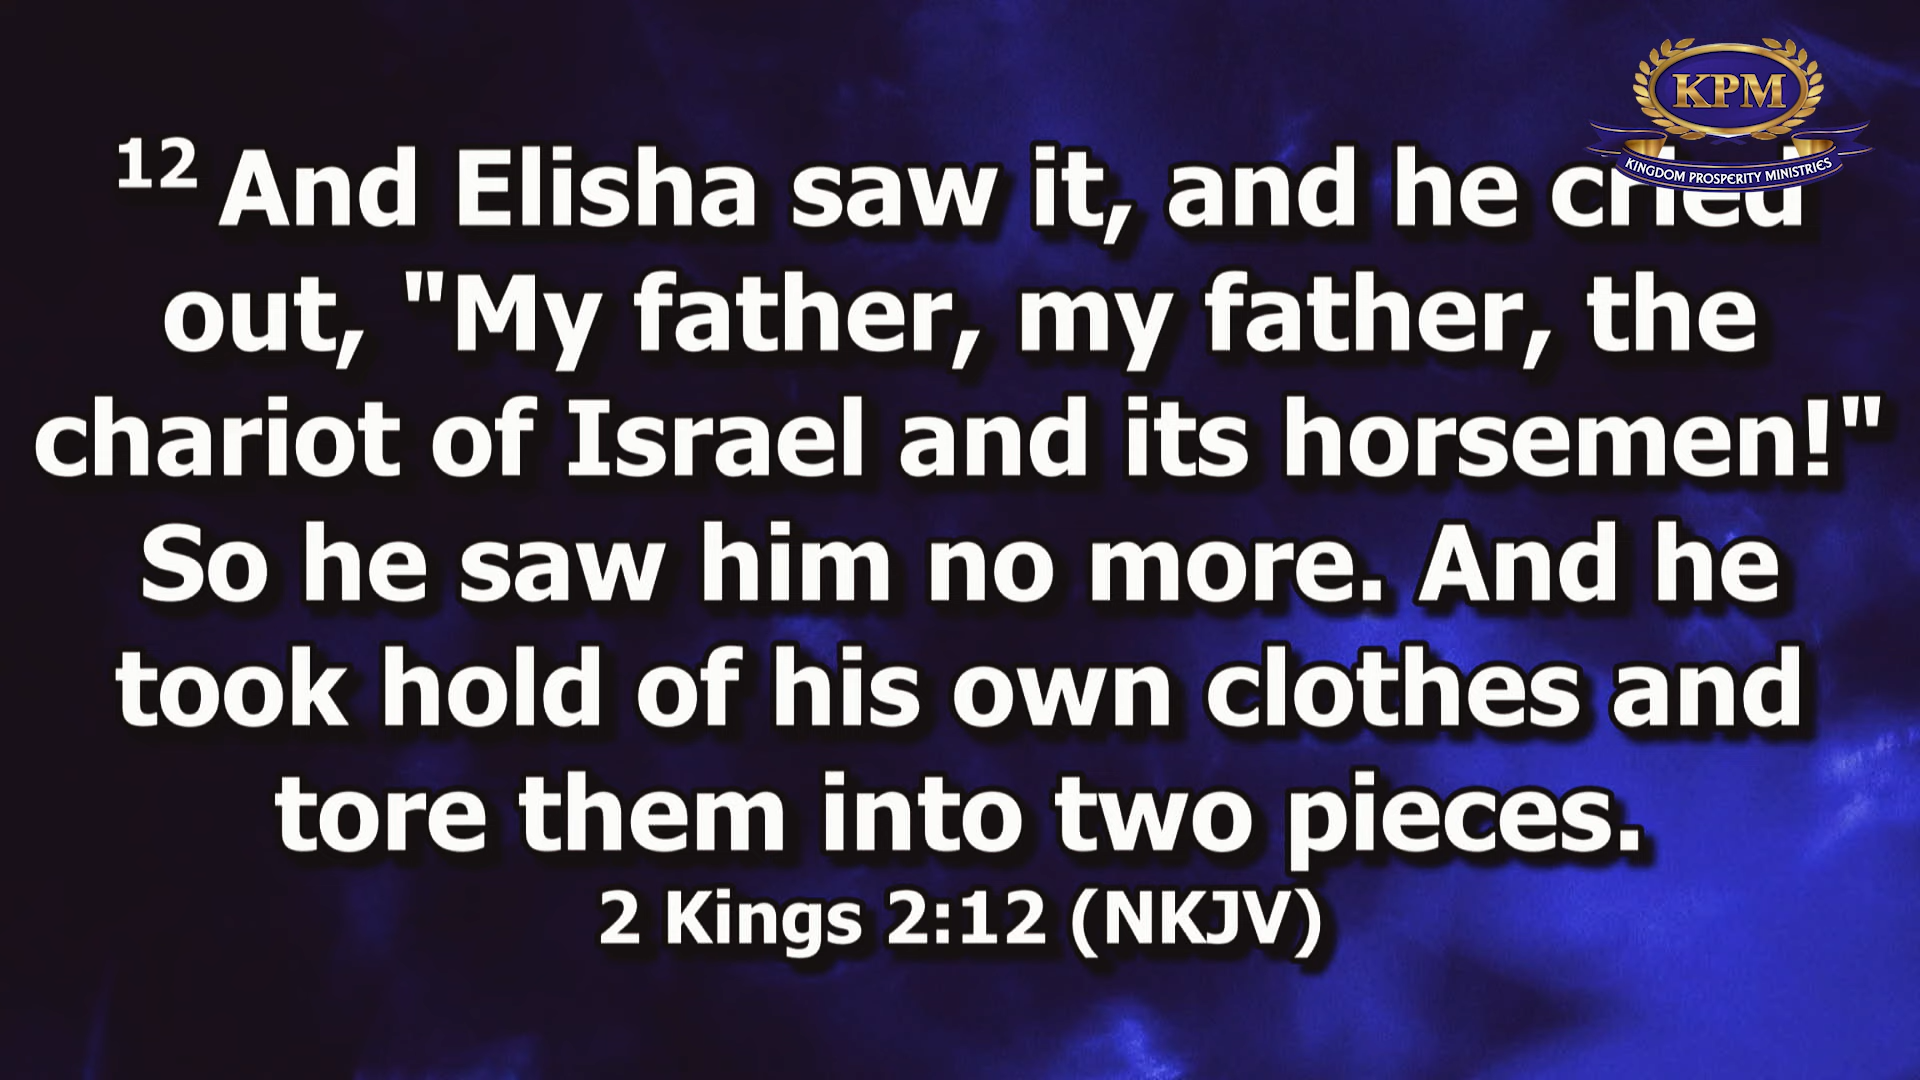 KPM
KINGDOM PROSPERITY MINISTRIES
12 And Elisha saw it, and he cried
out, "My father, my father, the
chariot of Israel and its horsemen!"
So he saw him no more. And he
took hold of his own clothes and
tore them into two pieces.
2 Kings 2:12 (NKJV)